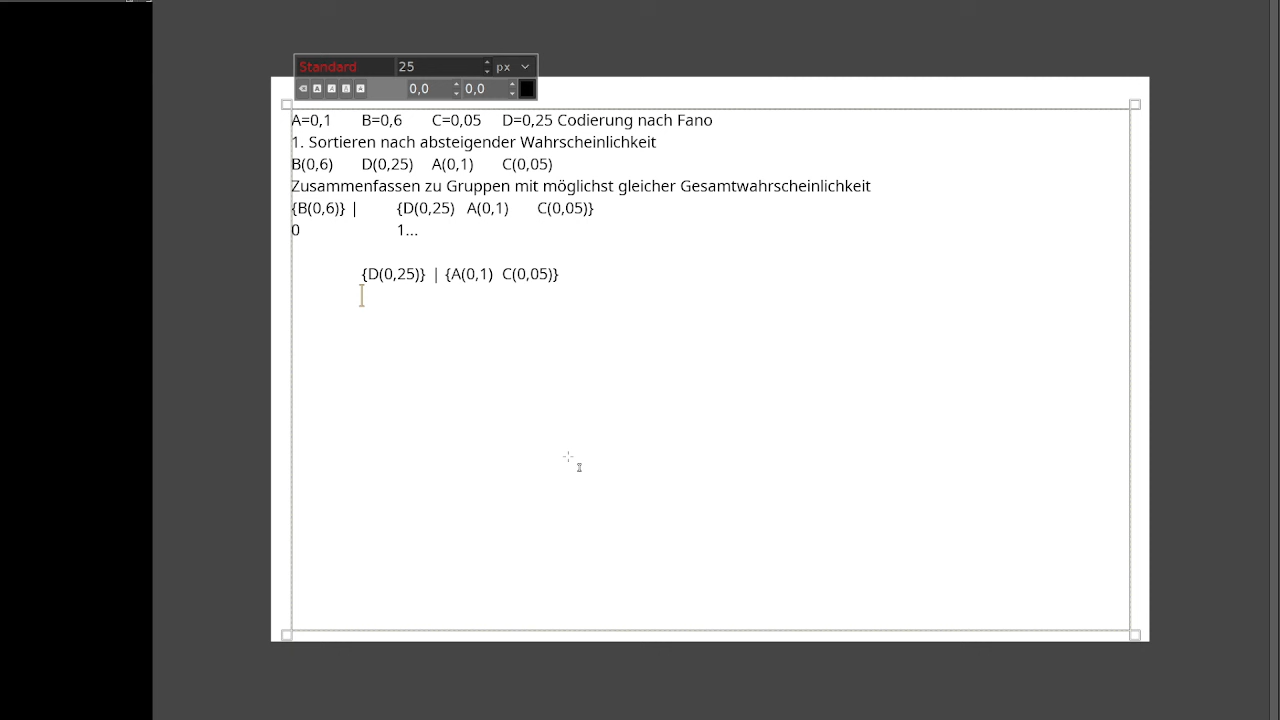 Standard 25 px
0,0 0,0
A=0,1 B=0,6 C=0,05 D=0,25 Codierung nach Fano
1. Sortieren nach absteigender Wahrscheinlichkeit
B(0,6) D(0,25) A(0,1) C(0,05)
Zusammenfassen zu Gruppen mit möglichst gleicher Gesamtwahrscheinlichkeit
{B(0,6)} | {D(0,25) A(0,1) C(0,05)}
0 1...
{D(0,25)} | {A(0,1) C(0,05)}